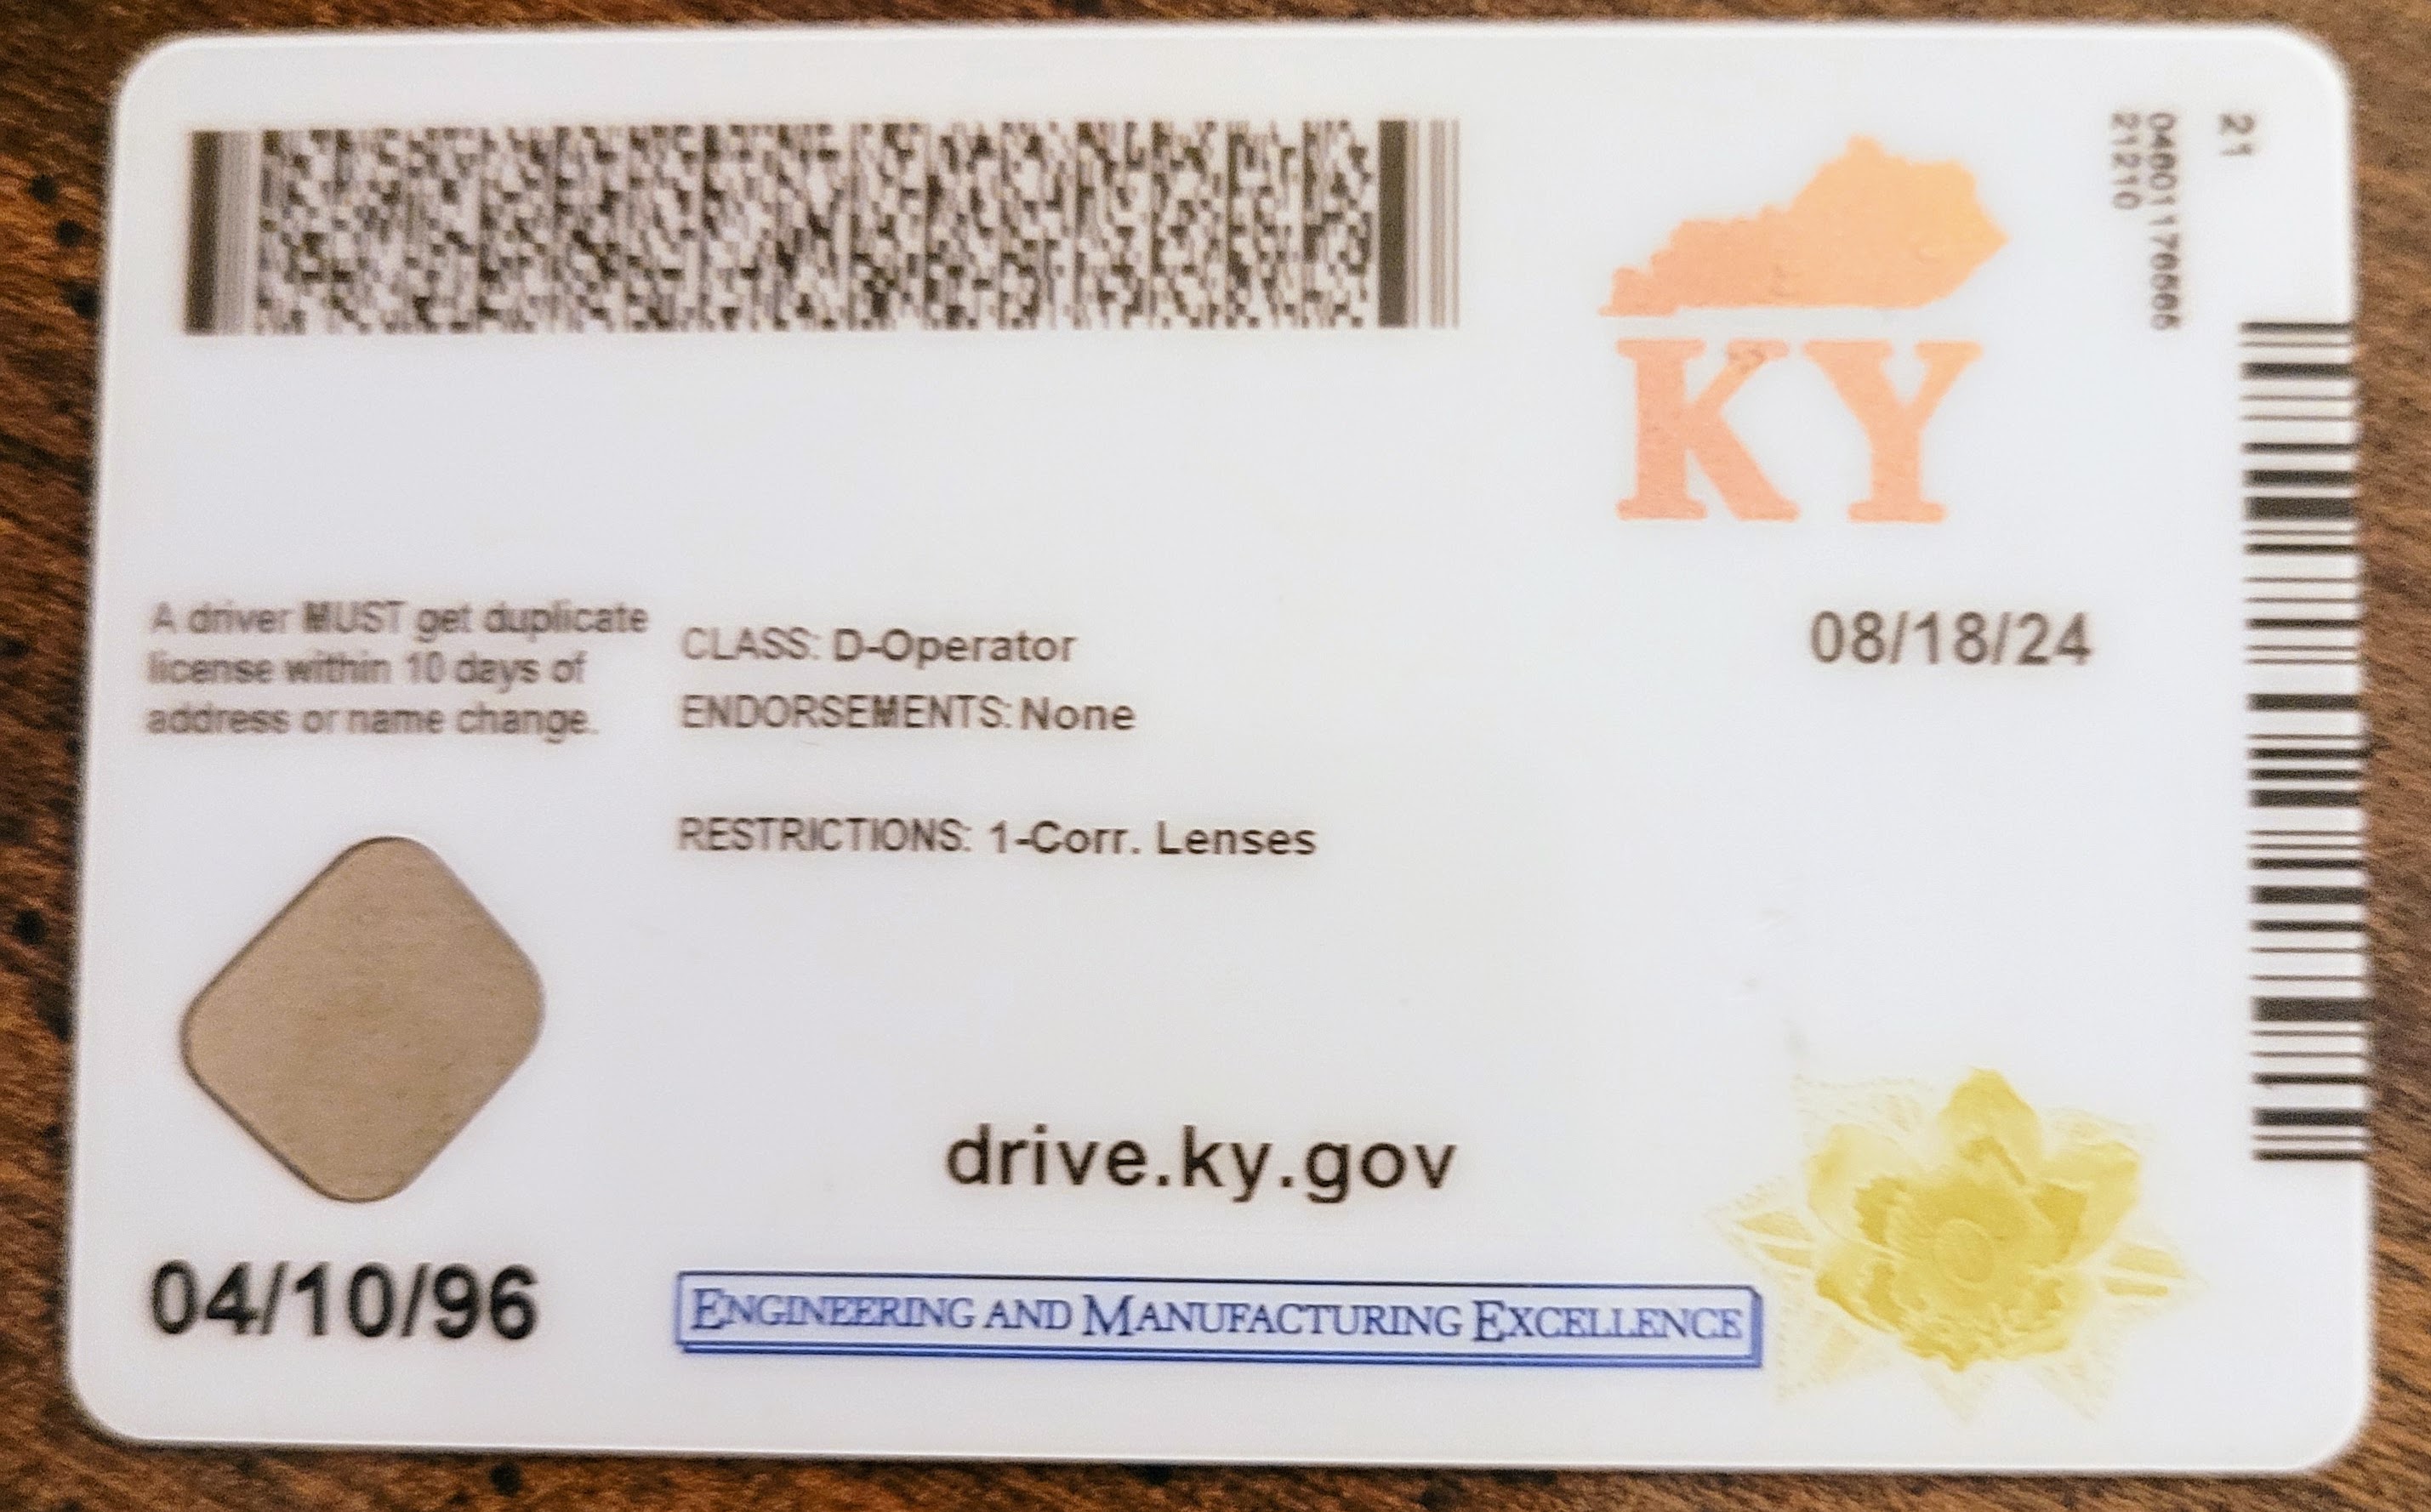 21
21210
KY
A driver MUST get duplicate
license within 10 days of
address or name change.
CLASS: D-Operator
ENDORSEMENTS: None
RESTRICTIONS: 1-Corr. Lenses
08/18/24
drive.ky.gov
04/10/96
ENGINEERING AND MANUFACTURING EXCELLENCE